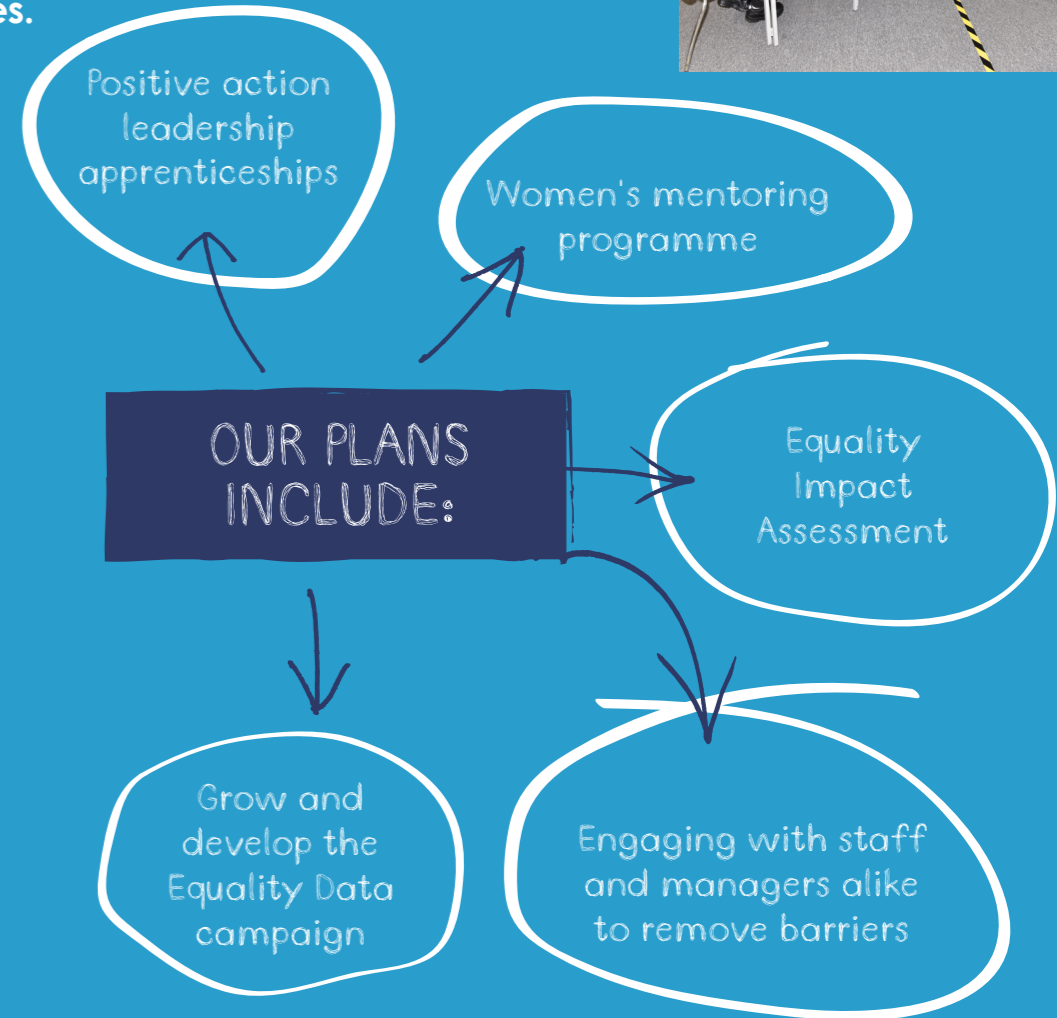 es.
Positive action
leadership
apprenticeships
Women's mentoring
programme
OUR PLANS
INCLUDE:
Equality
Impact
Assessment
Grow and
develop the
Equality Data
campaign
Engaging with staff
and managers alike
to remove barriers